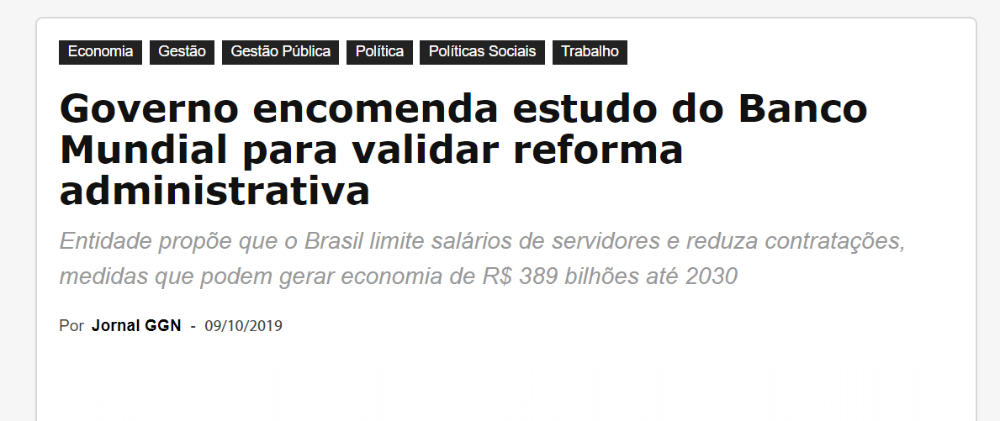 Economia Gestão Gestão Pública Política Políticas Sociais Trabalho
Governo encomenda estudo do Banco
Mundial para validar reforma
administrativa
Entidade propõe que o Brasil limite salários de servidores e reduza contratações,
medidas que podem gerar economia de R$ 389 bilhões até 2030
Por Jornal GGN - 09/10/2019